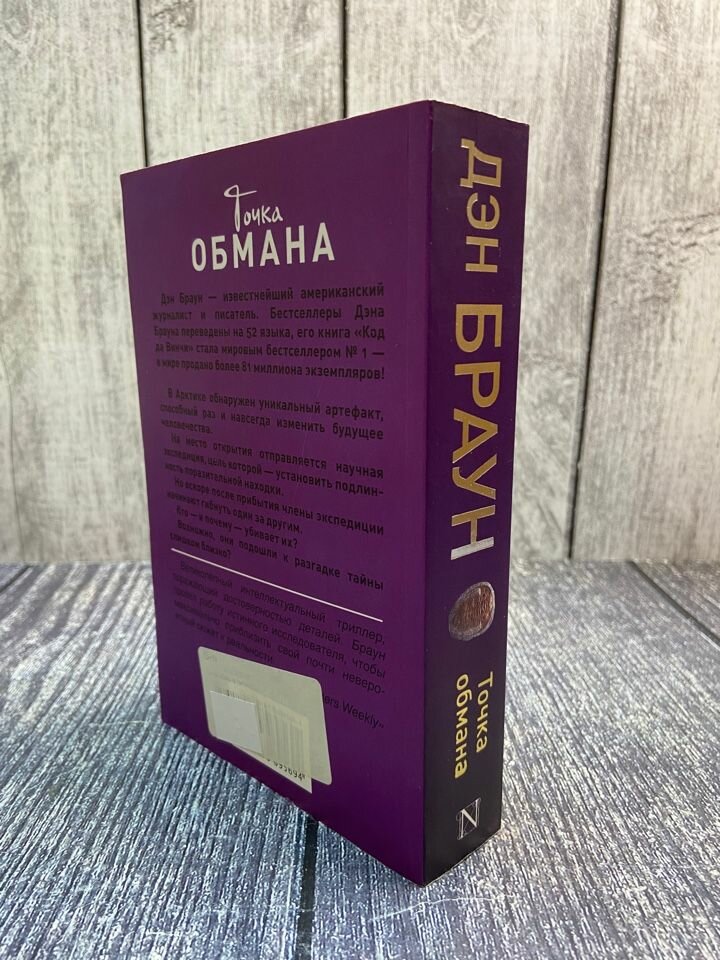 Точка
ОБМАНА
Дэн Браун — известнейший американский
журналист и писатель. Бестселлеры Дэна
Брауна переведены на 52 языка, его книга «Код
да Винчи» стала мировым бестселлером № 1 —
в мире продано более 81 миллиона экземпляров!
В Арктике обнаружен уникальный артефакт,
способный раз и навсегда изменить будущее
человечества.
На место открытия отправляется научная
экспедиция, цель которой — установить подлин-
ность поразительной находки.
Но вскоре после прибытия члены экспедиции
начинают гибнуть один за другим.
Кто — и почему — убивает их?
Возможно, они подошли к разгадке тайны
слишком близко?
Великолепный интеллектуальный триллер,
поражающий достоверностью деталей. Браун
провел работу истинного исследователя, чтобы
максимально приблизить свой почти неверо-
ятный сюжет к реальности.
Weekly»
ДЭН БРАУН
Точка
обмана